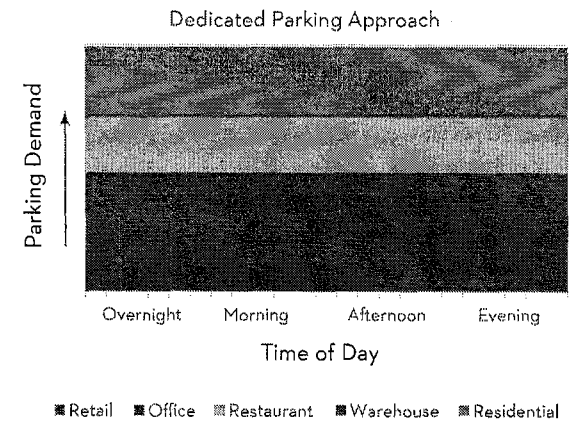 Dedicated Parking Approach
Parking Demand
Overnight Morning Afternoon Evening
Time of Day
Retail Office Restaurant Warehouse Residential